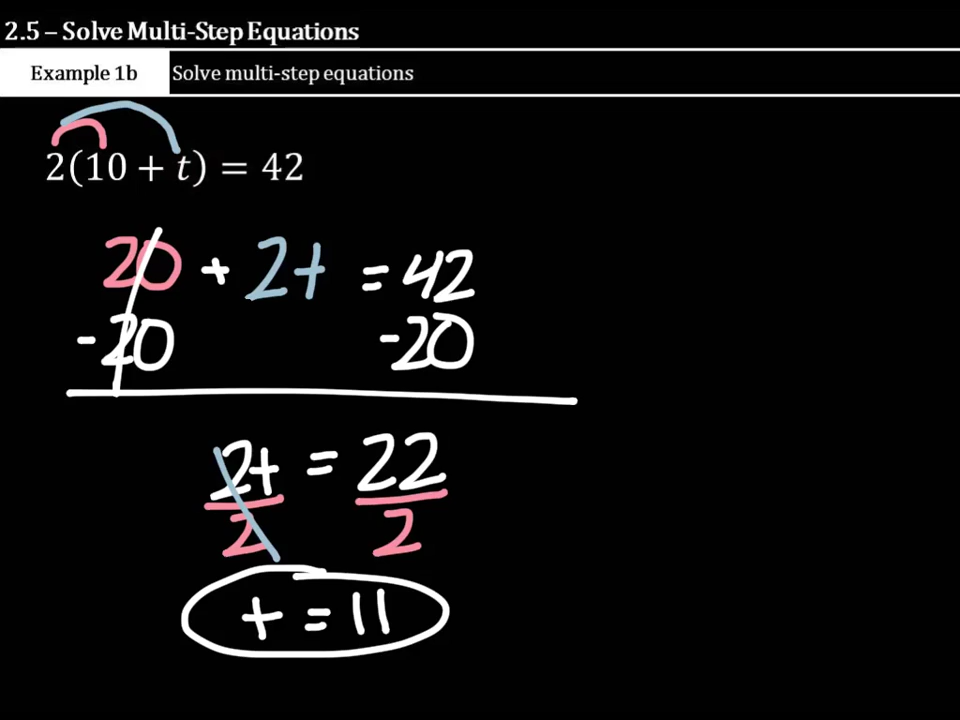 2.5 – Solve Multi-Step Equations
Example 1b Solve multi-step equations
2(10 + t) = 42
20 + 2t = 42
-20 -20
2t = 22
2 2
t = 11